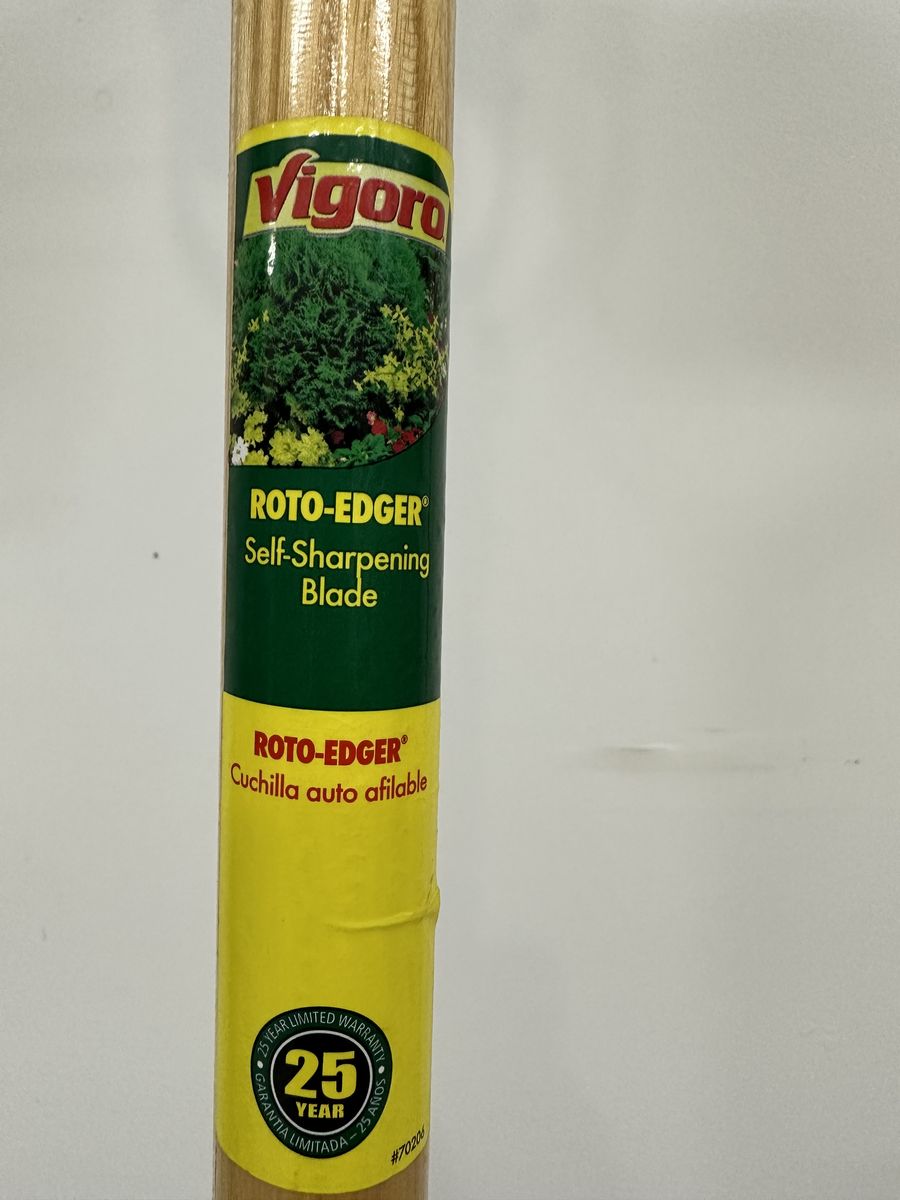 Vigoro
ROTO-EDGER®
Self-Sharpening
Blade
ROTO-EDGER®
Cuchilla auto afilable
25 YEAR LIMITED WARRANTY
25
YEAR
GARANTIA LIMITADA – 25 AÑOS
#70206